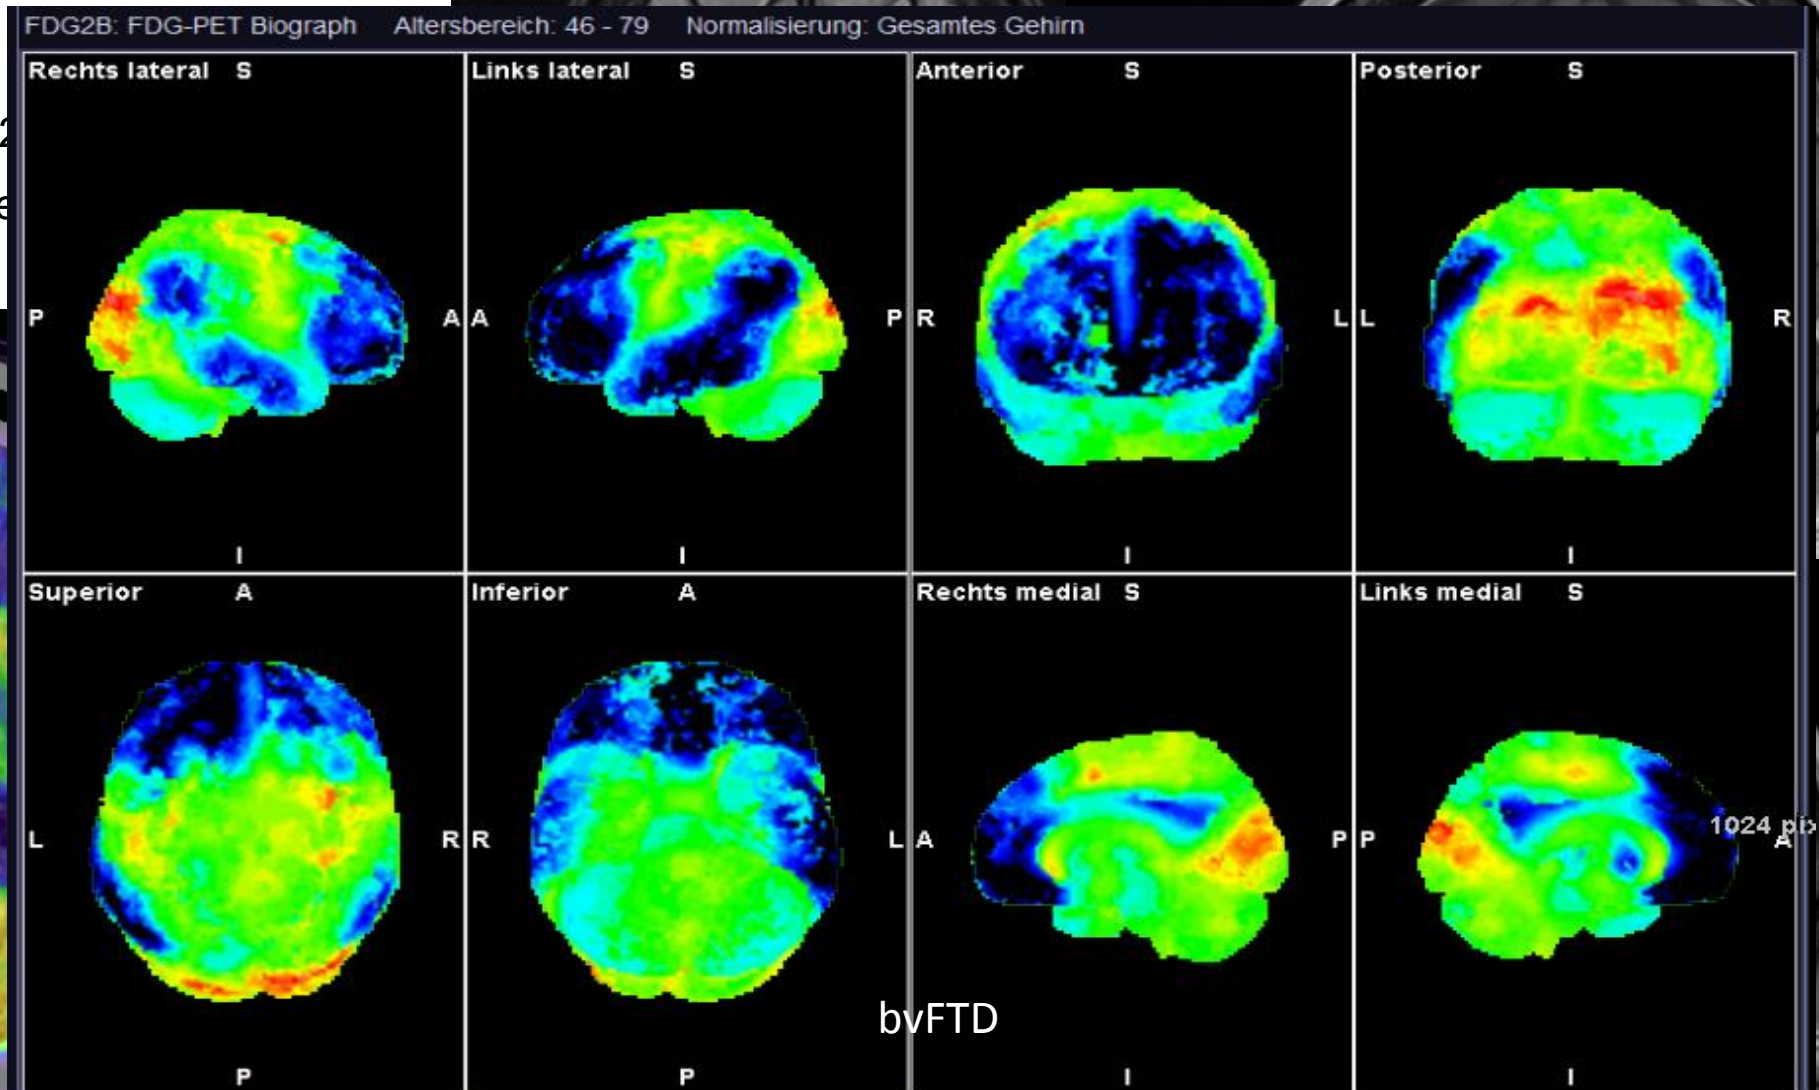 FDG2B: FDG-PET Biograph Altersbereich: 46 - 79 Normalisierung: Gesamtes Gehirn
Rechts lateral S
P A
I
Links lateral S
A P
I
Anterior S
R L
I
Posterior S
L R
I
Superior A
L R
P
Inferior A
R L
P
Rechts medial S
A P
I
Links medial S
P A
I
1024
bvFTD